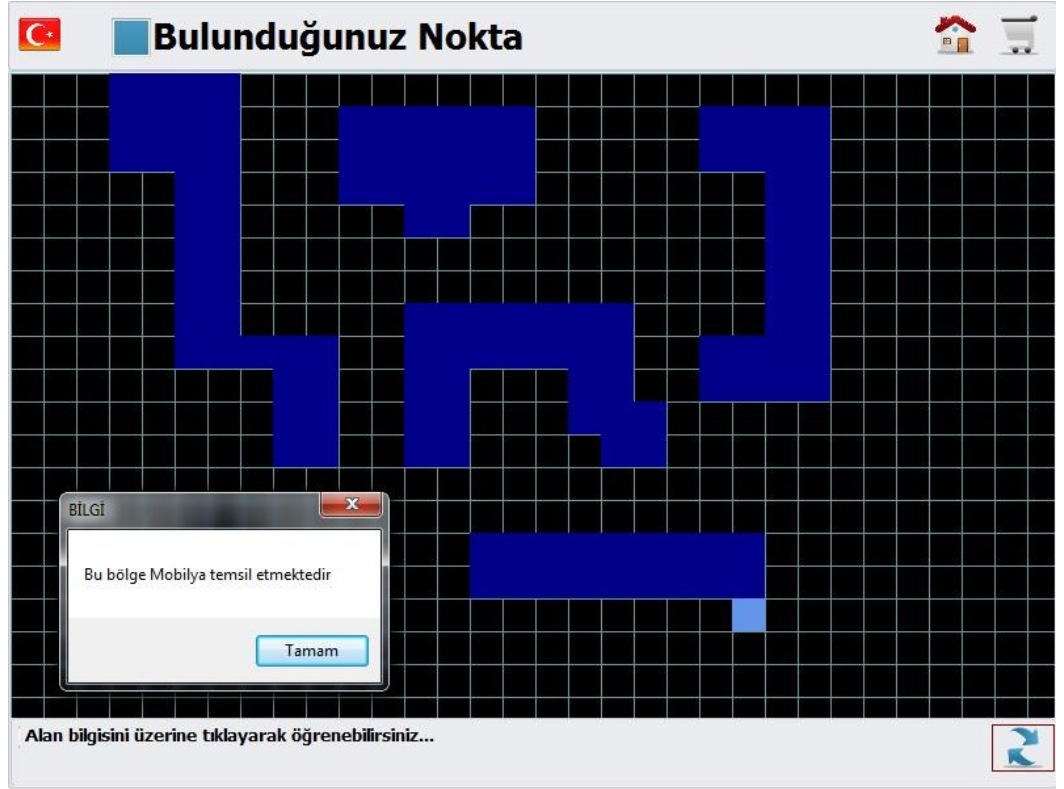 Bulunduğunuz Nokta
BİLGİ
Bu bölge Mobilya temsil etmektedir
Tamam
Alan bilgisini üzerine tıklayarak öğrenebilirsiniz...